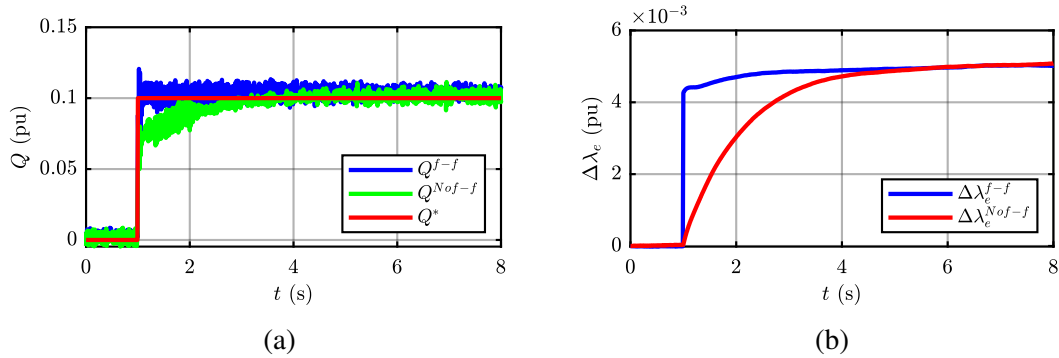 0.15
0.1
0.05
0
Q (pu)
0 2 4 6 8
t (s)
Q^{f-f}
Q^{Nof-f}
Q^*
(a)
×10^{-3}
6
4
2
0
Δλ_e (pu)
0 2 4 6 8
t (s)
Δλ_e^{f-f}
Δλ_e^{Nof-f}
(b)